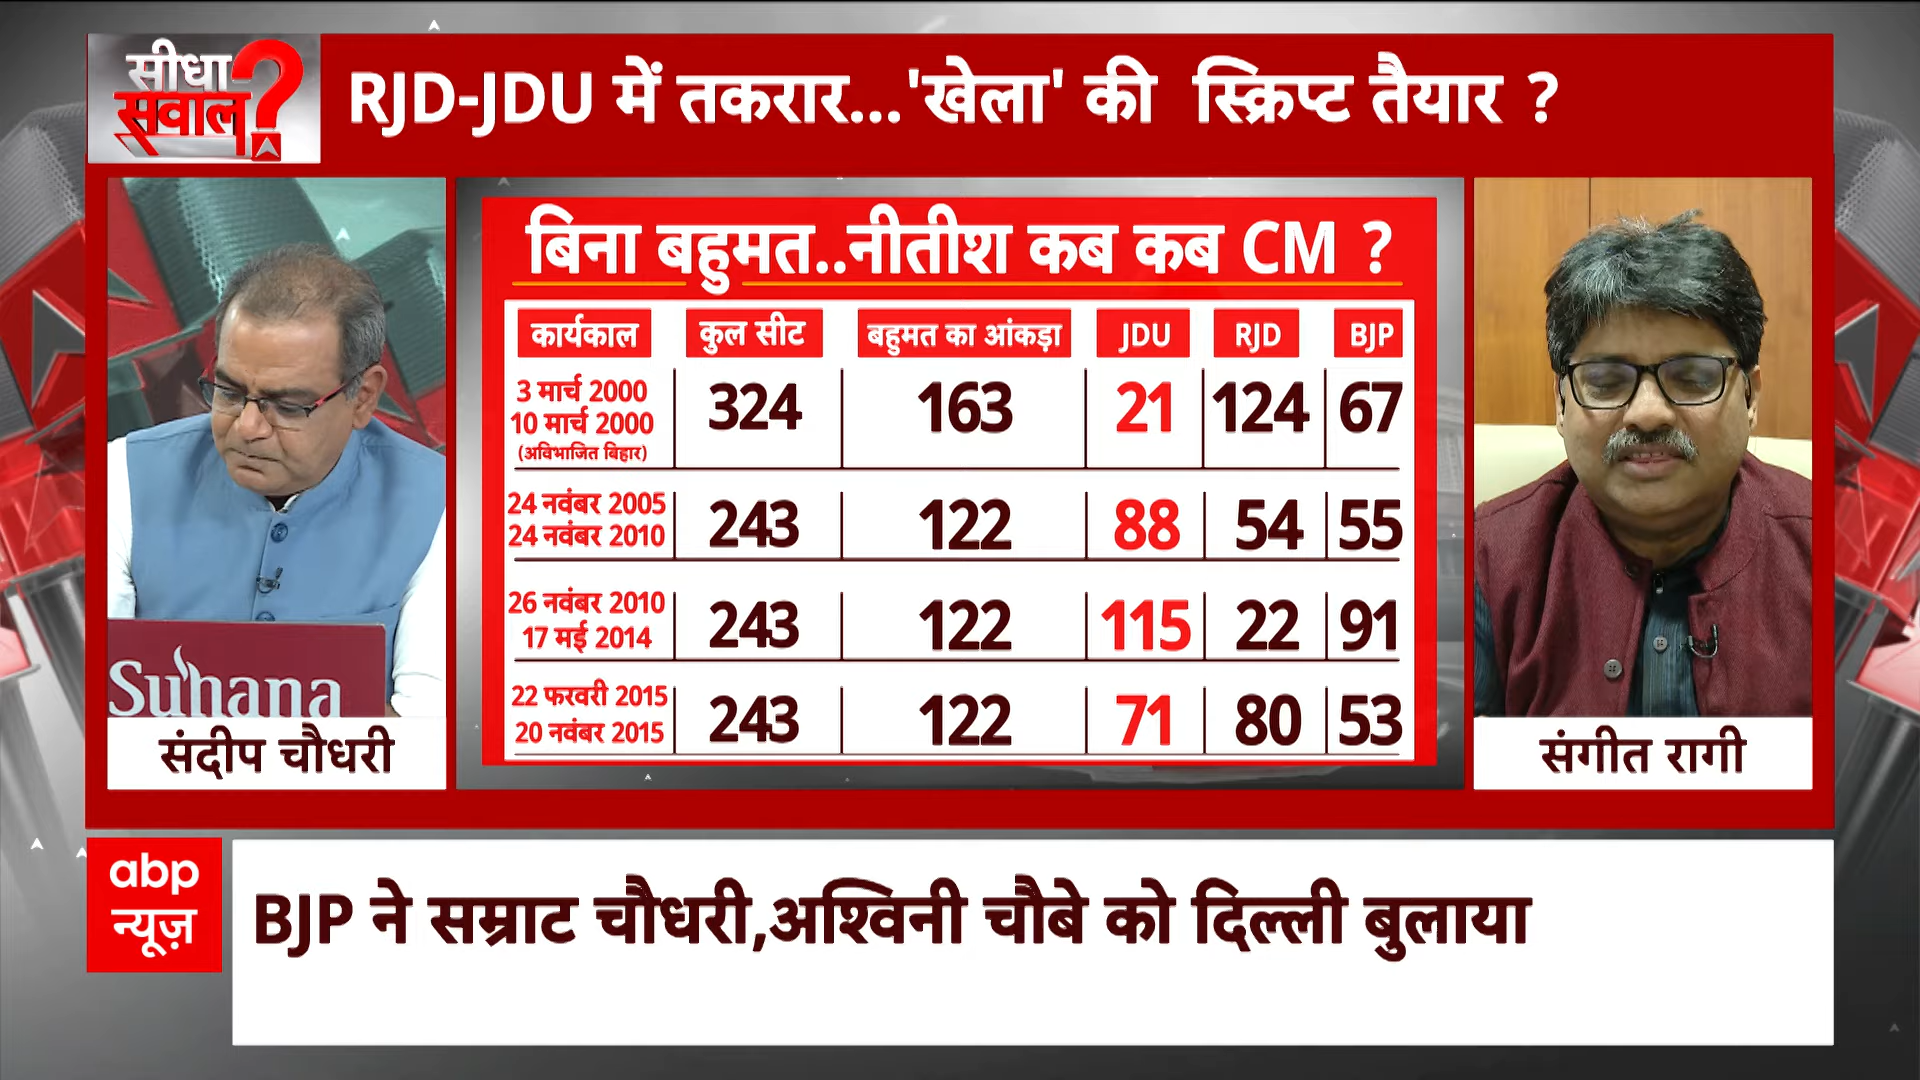 सीधा
सवाल?
RJD-JDU में तकरार...'खेला' की स्क्रिप्ट तैयार ?
बिना बहुमत..नीतीश कब कब CM ?
कार्यकाल कुल सीट बहुमत का आंकड़ा JDU RJD BJP
3 मार्च 2000
10 मार्च 2000
(अविभाजित बिहार)
324 163 21 124 67
24 नवंबर 2005
24 नवंबर 2010
243 122 88 54 55
26 नवंबर 2010
17 मई 2014
243 122 115 22 91
22 फरवरी 2015
20 नवंबर 2015
243 122 71 80 53
Suhana
संदीप चौधरी
संगीत रागी
abp
न्यूज़
BJP ने सम्राट चौधरी,अश्विनी चौबे को दिल्ली बुलाया